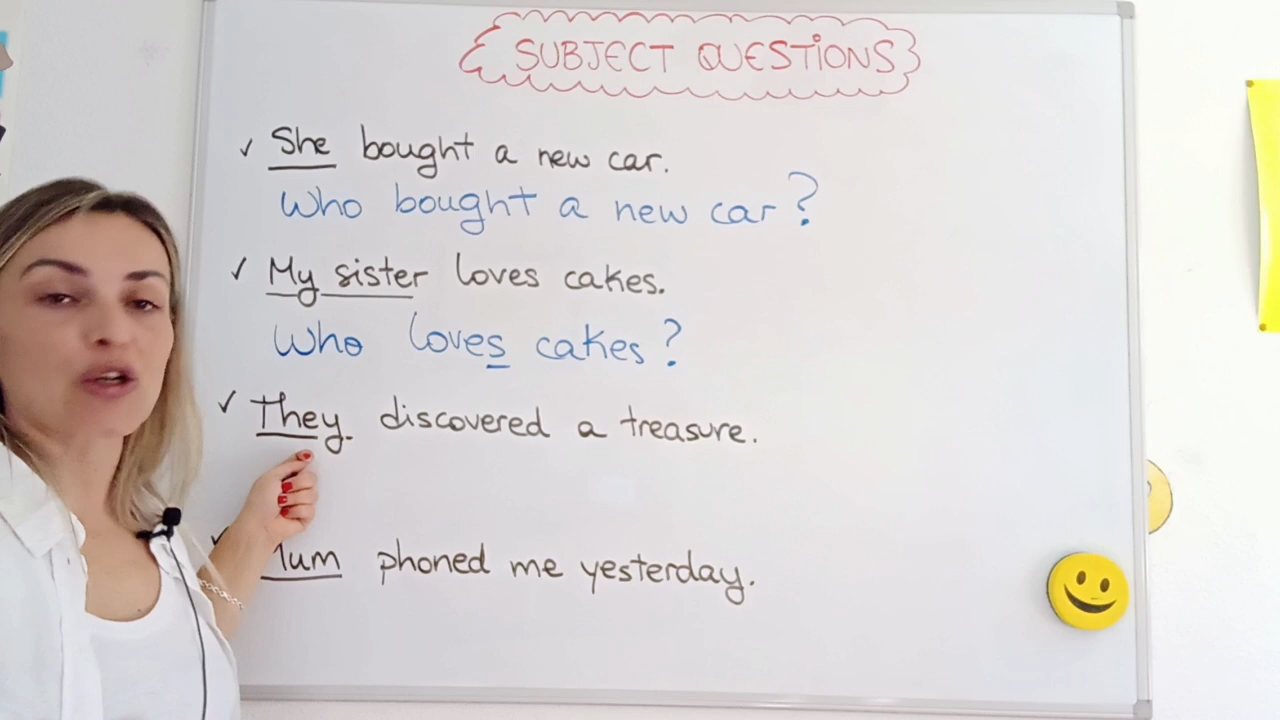 SUBJECT QUESTIONS
✓ She bought a new car.
Who bought a new car?
✓ My sister loves cakes.
Who loves cakes?
✓ They discovered a treasure.
Mum phoned me yesterday.